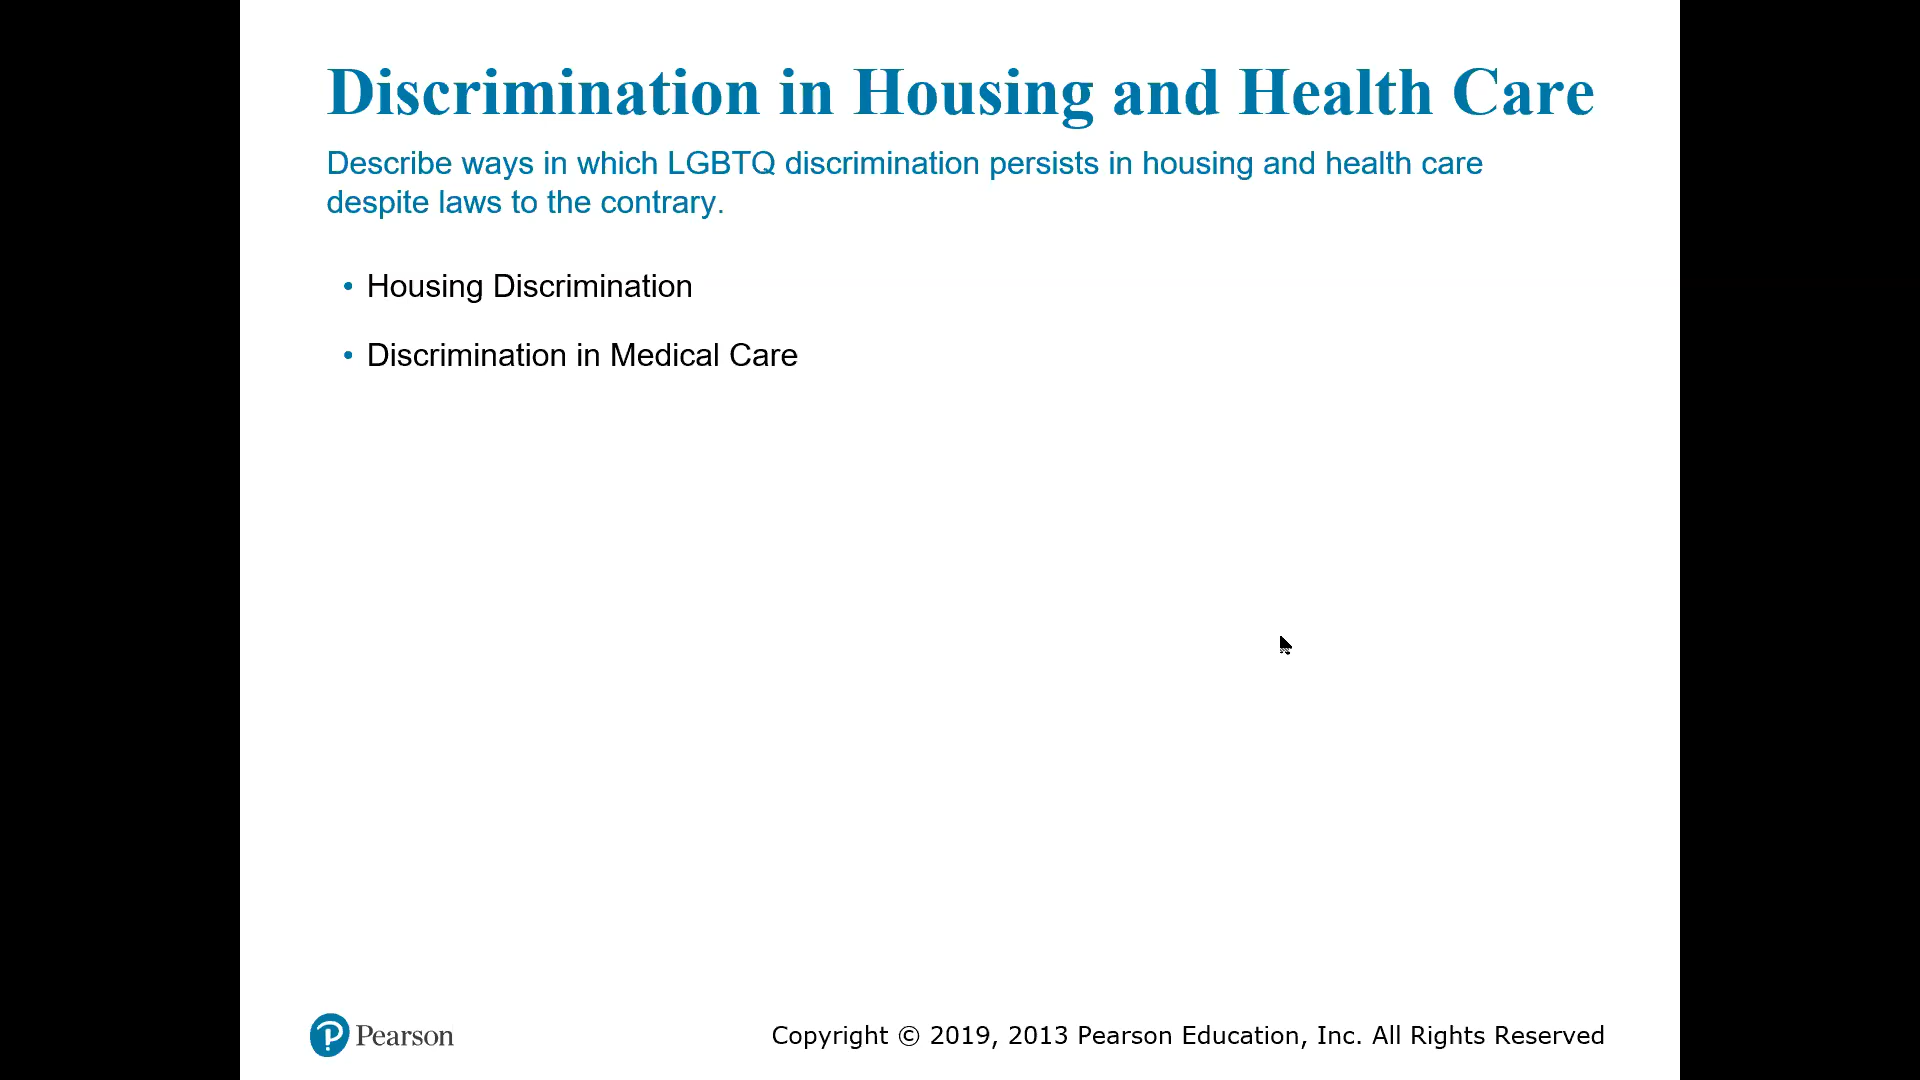 Discrimination in Housing and Health Care
Describe ways in which LGBTQ discrimination persists in housing and health care
despite laws to the contrary.
• Housing Discrimination
• Discrimination in Medical Care
Pearson
Copyright © 2019, 2013 Pearson Education, Inc. All Rights Reserved